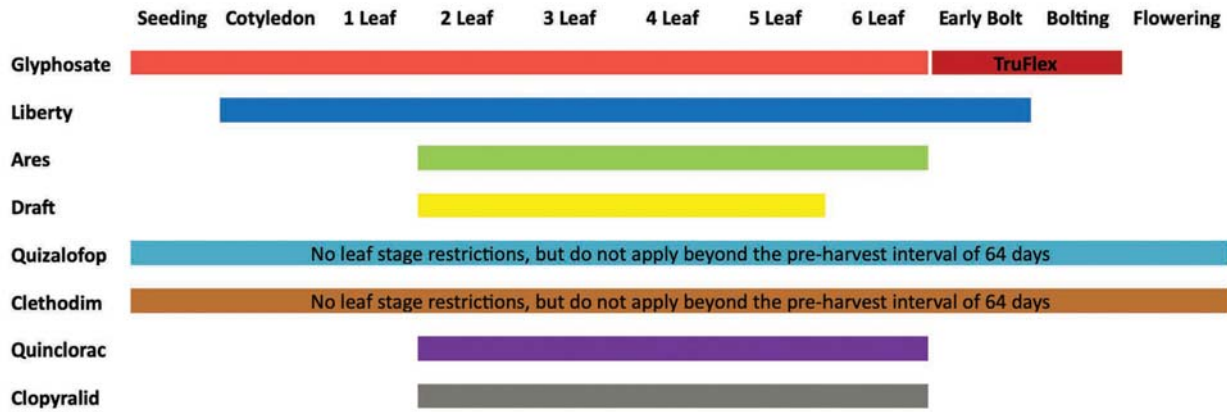 Seeding Cotyledon 1 Leaf 2 Leaf 3 Leaf 4 Leaf 5 Leaf 6 Leaf Early Bolt Bolting Flowering
Glyphosate TruFlex
Liberty
Ares
Draft
Quizalofop No leaf stage restrictions, but do not apply beyond the pre-harvest interval of 64 days
Clethodim No leaf stage restrictions, but do not apply beyond the pre-harvest interval of 64 days
Quinclorac
Clopyralid